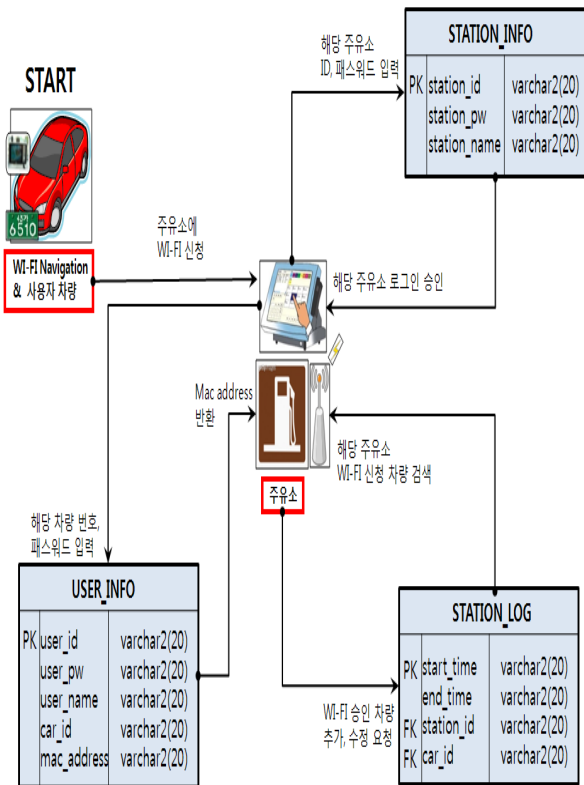 START
6510
WI-FI Navigation
& 사용자 차량
주유소에
WI-FI 신청
해당 주유소
ID, 패스워드 입력
STATION_INFO
PK station_id varchar2(20)
station_pw varchar2(20)
station_name varchar2(20)
해당 주유소 로그인 승인
Mac address
반환
주유소
해당 주유소
WI-FI 신청 차량 검색
해당 차량 번호,
패스워드 입력
USER_INFO
PK user_id varchar2(20)
user_pw varchar2(20)
user_name varchar2(20)
car_id varchar2(20)
mac_address varchar2(20)
WI-FI 승인 차량
추가, 수정 요청
STATION_LOG
PK start_time varchar2(20)
end_time varchar2(20)
FK station_id varchar2(20)
FK car_id varchar2(20)